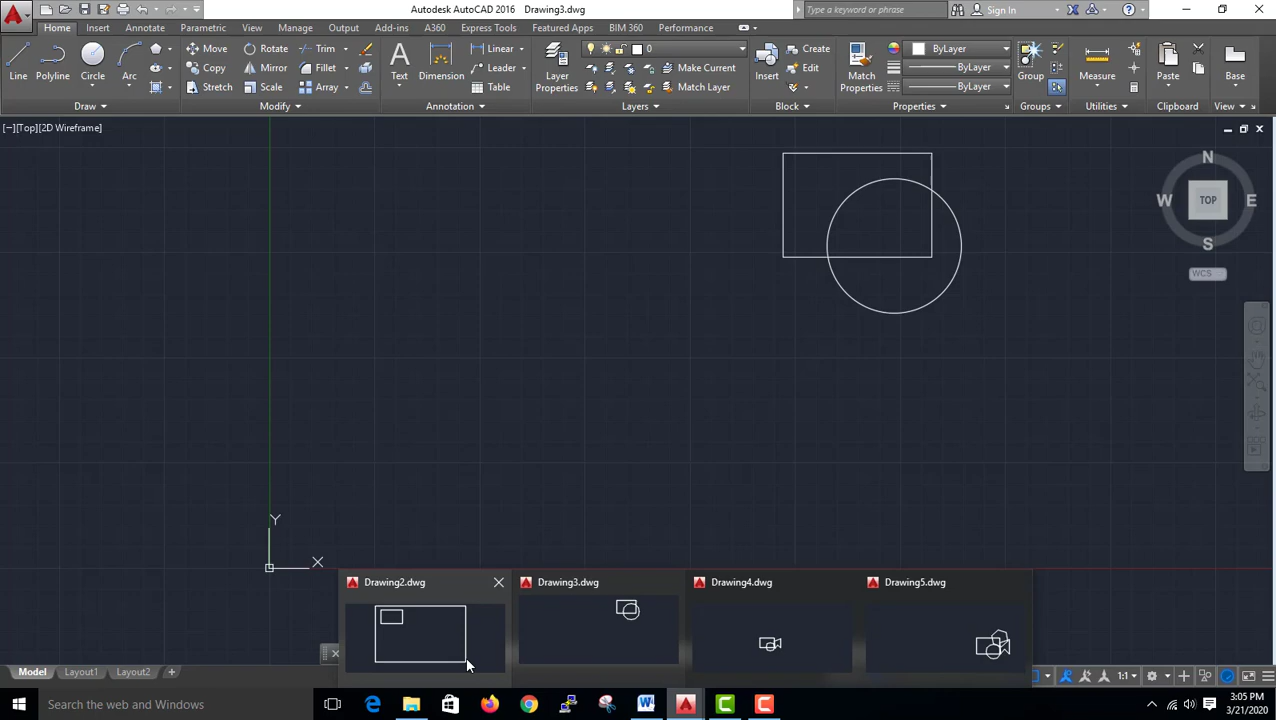 Autodesk AutoCAD 2016 Drawing3.dwg
Type a keyword or phrase
Sign In
Home Insert Annotate Parametric View Manage Output Add-ins A360 Express Tools Featured Apps BIM 360 Performance
Line Polyline Circle Arc
Move Rotate Trim
Copy Mirror Fillet
Stretch Scale Array
Text Dimension
Linear
Leader
Table
Layer Properties
0
Make Current
Match Layer
Insert
Create
Edit
Match Properties
ByLayer
ByLayer
ByLayer
Group
Measure
Paste
Base
Draw Modify Annotation Layers Block Properties Groups Utilities Clipboard View
[−][Top][2D Wireframe]
N
W TOP E
S
WCS
Y
X
Drawing2.dwg Drawing3.dwg Drawing4.dwg Drawing5.dwg
Model Layout1 Layout2
1:1
Search the web and Windows
3:05 PM
3/21/2020